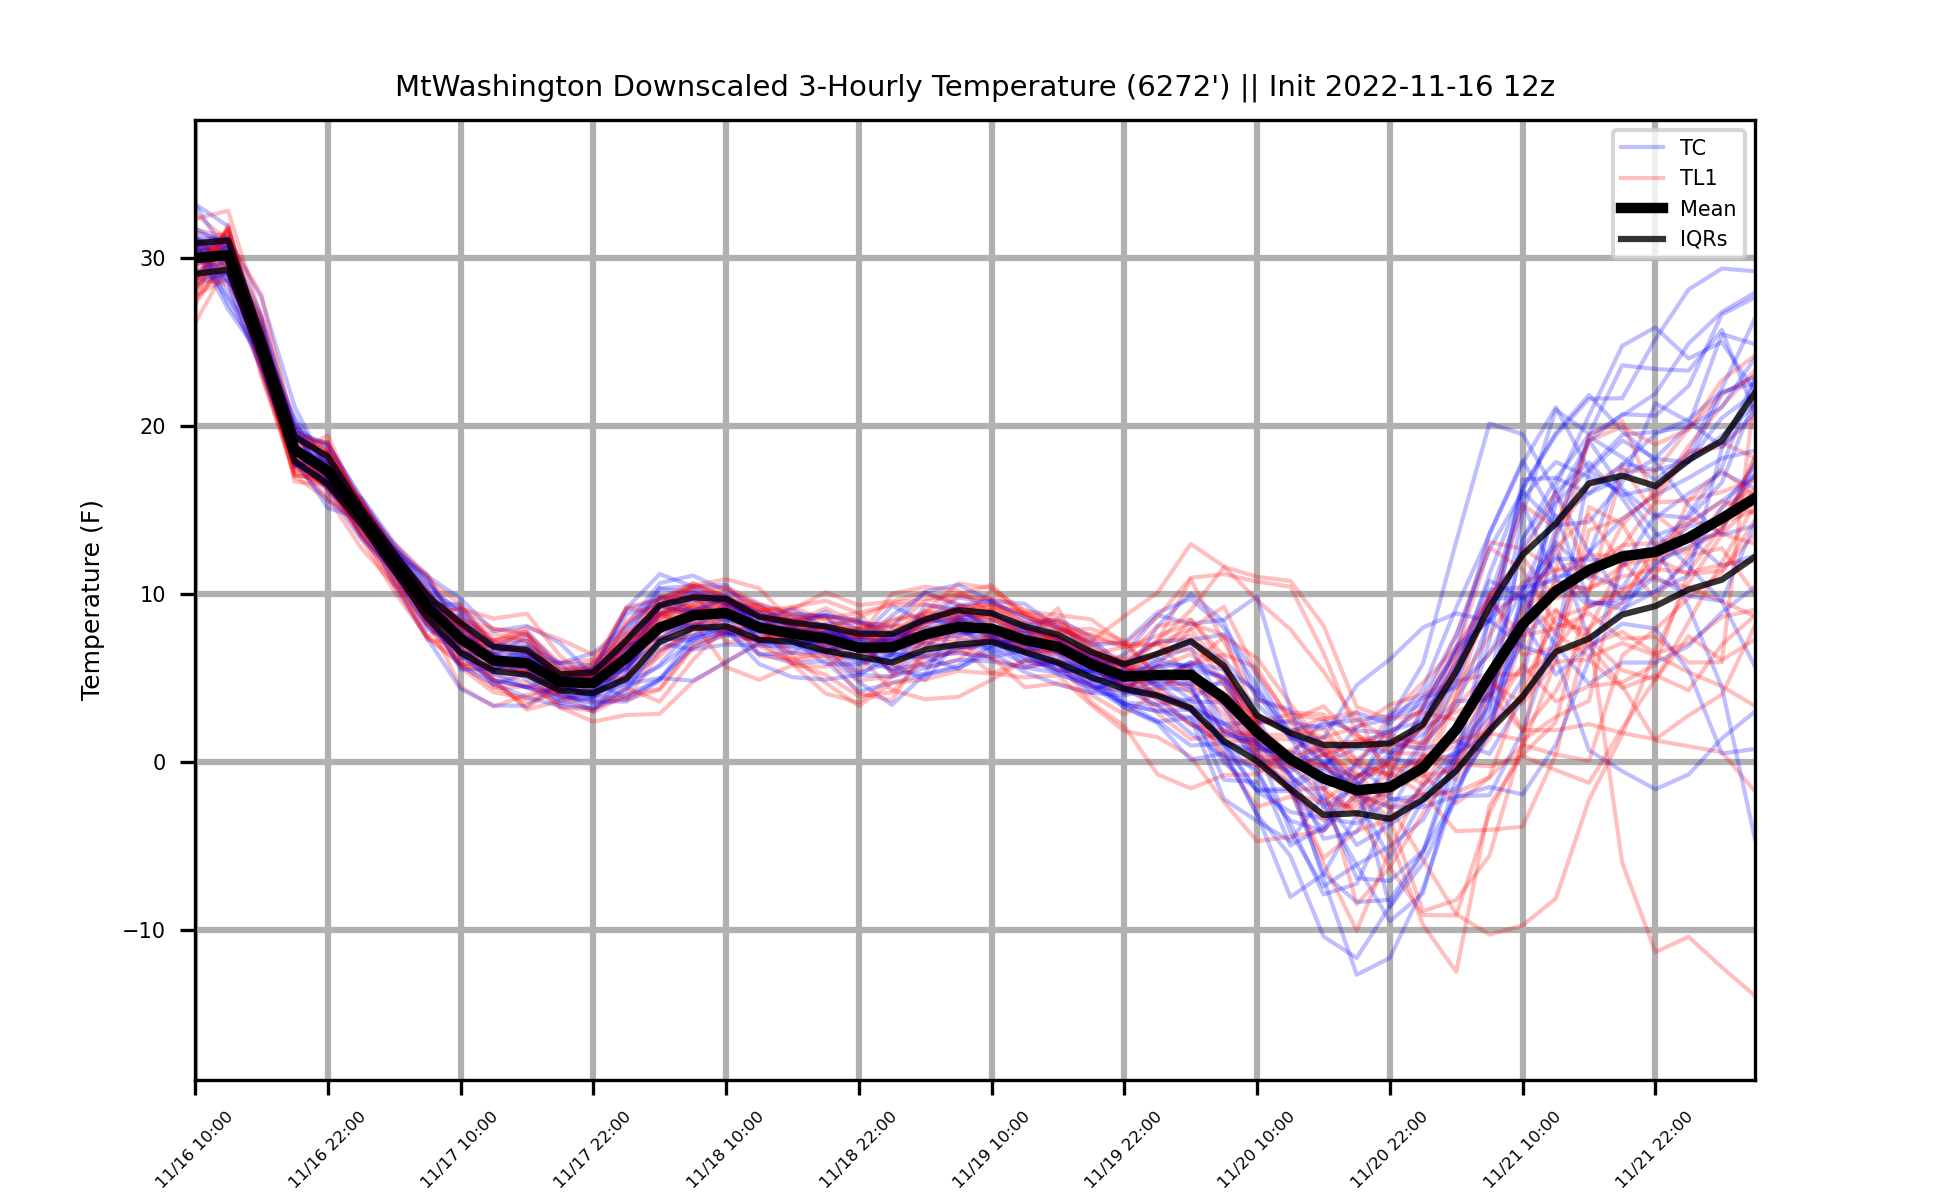 MtWashington Downscaled 3-Hourly Temperature (6272') || Init 2022-11-16 12z
TC
TL1
Mean
IQRs
Temperature (F)
30
20
10
0
−10
11/16 10:00
11/16 22:00
11/17 10:00
11/17 22:00
11/18 10:00
11/18 22:00
11/19 10:00
11/19 22:00
11/20 10:00
11/20 22:00
11/21 10:00
11/21 22:00